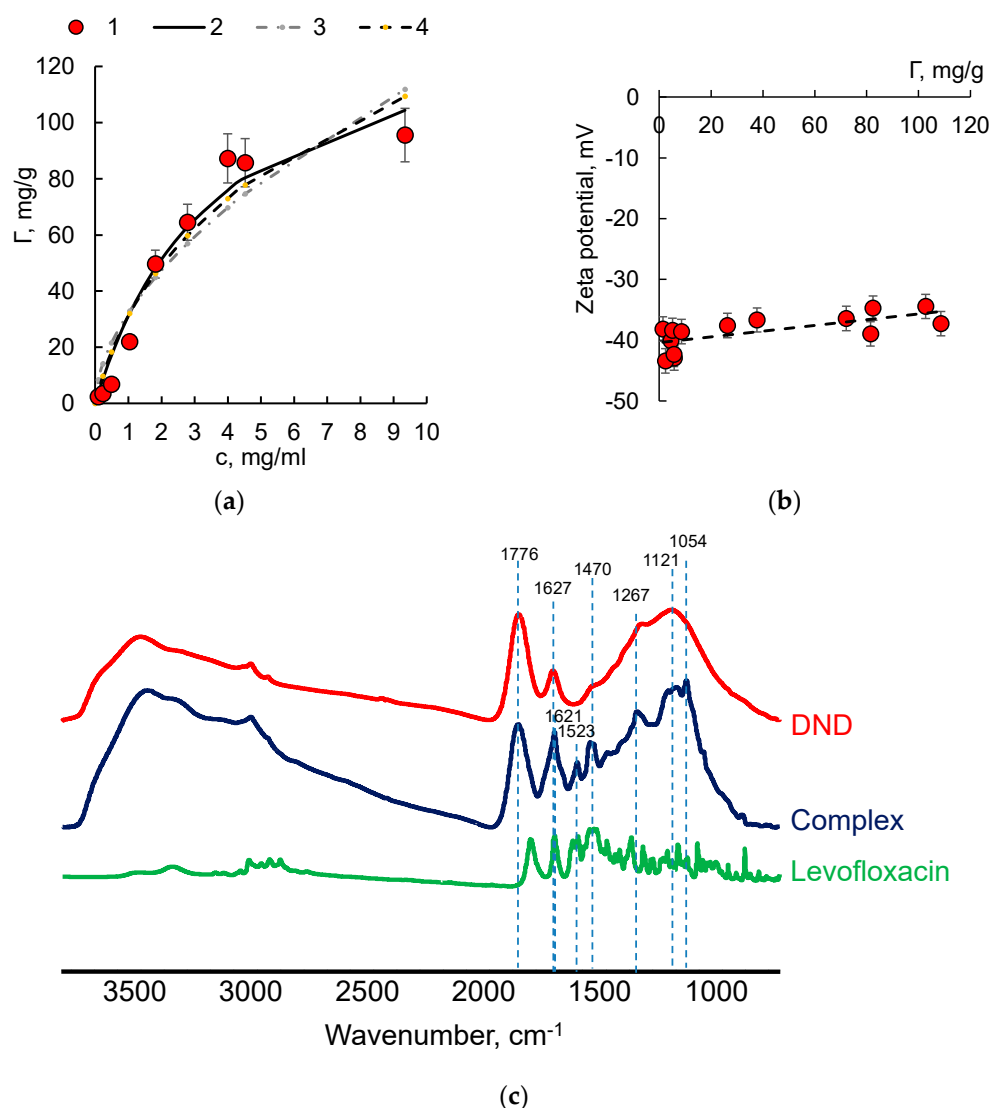 1 2 3 4
120
100
80
60
40
20
0
Γ, mg/g
0 1 2 3 4 5 6 7 8 9 10
c, mg/ml
(a)
Γ, mg/g
0
-10
-20
-30
-40
-50
Zeta potential, mV
0 20 40 60 80 100 120
(b)
1776 1627 1470 1267 1121 1054
1621
1523
DND
Complex
Levofloxacin
3500 3000 2500 2000 1500 1000
Wavenumber, cm⁻¹
(c)